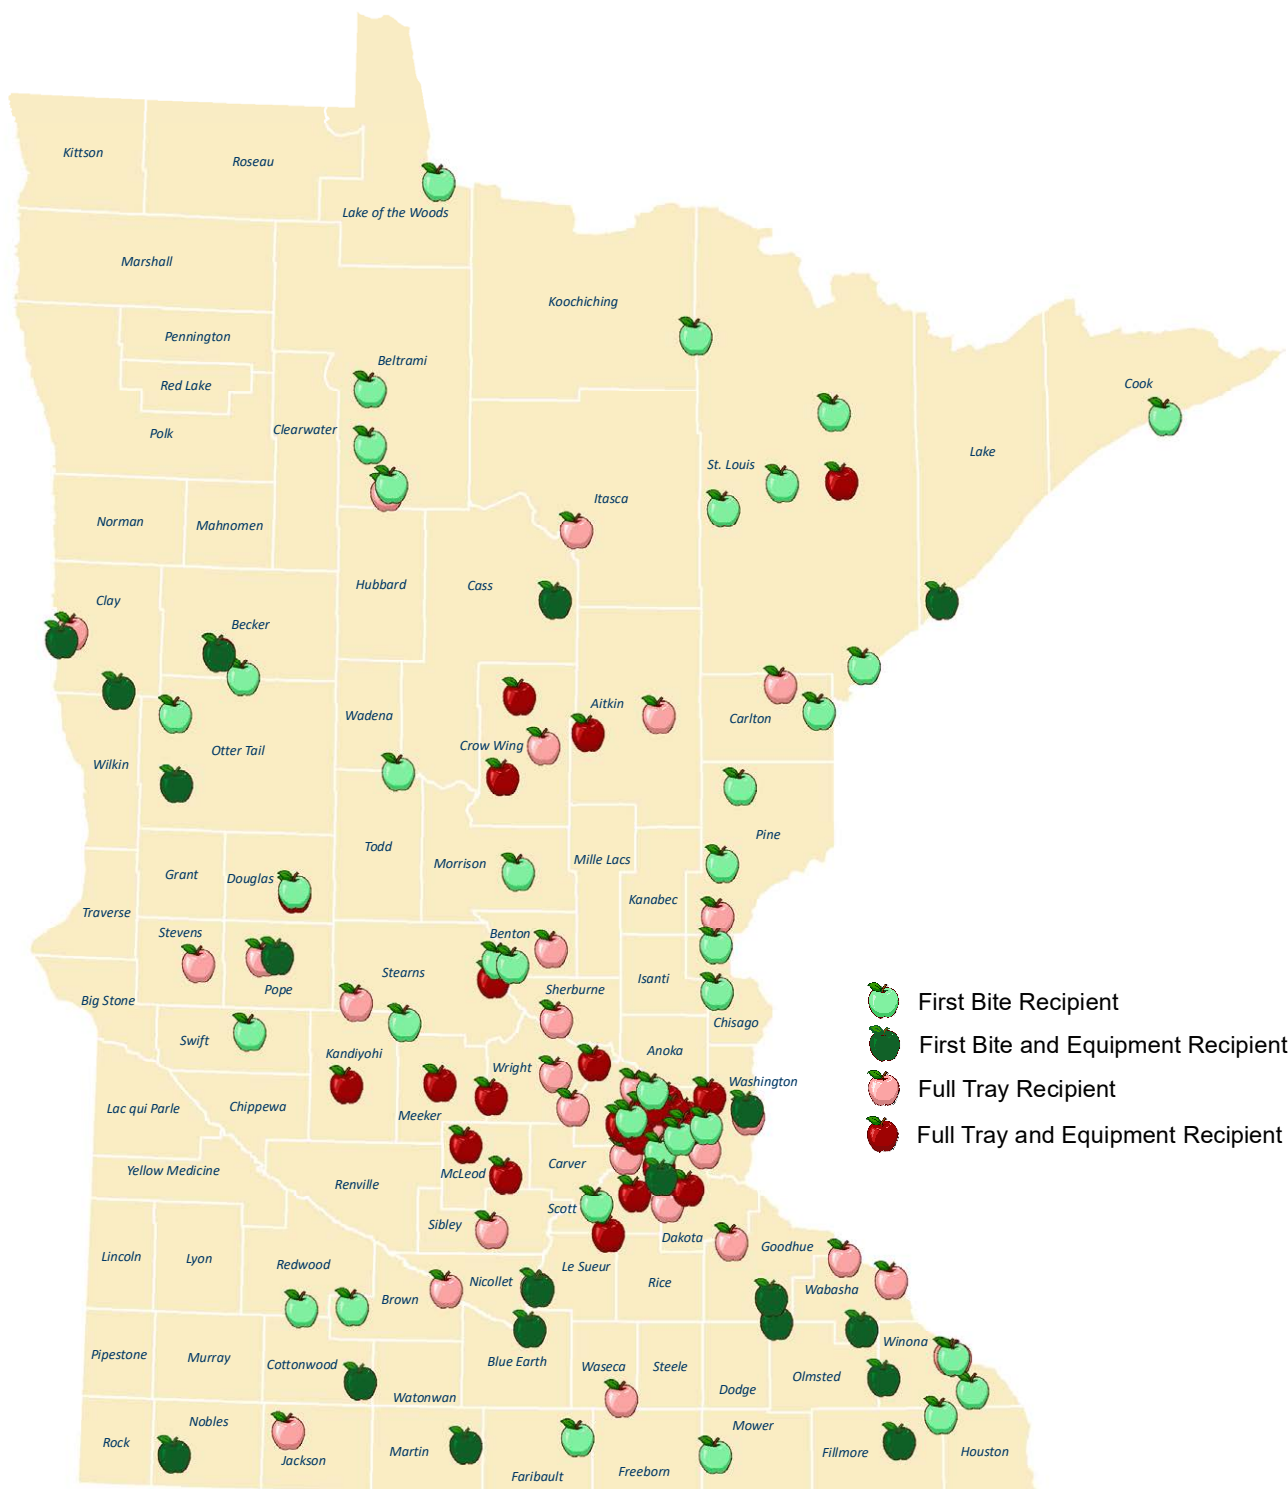 Kittson
Roseau
Lake of the Woods
Marshall
Koochiching
Pennington
Beltrami
Red Lake
Cook
Polk
Clearwater
Lake
St. Louis
Itasca
Norman
Mahnomen
Hubbard
Cass
Clay
Becker
Aitkin
Wadena
Carlton
Crow Wing
Otter Tail
Wilkin
Pine
Todd
Morrison
Mille Lacs
Grant
Douglas
Kanabec
Traverse
Stevens
Benton
Stearns
Isanti
Pope
Sherburne
Big Stone
First Bite Recipient
Chisago
Swift
First Bite and Equipment Recipient
Kandiyohi
Anoka
Wright
Washington
Full Tray Recipient
Lac qui Parle
Chippewa
Meeker
Full Tray and Equipment Recipient
Carver
Yellow Medicine
McLeod
Renville
Scott
Sibley
Dakota
Goodhue
Lincoln
Lyon
Redwood
Le Sueur
Nicollet
Rice
Wabasha
Brown
Winona
Pipestone
Murray
Cottonwood
Blue Earth
Waseca
Steele
Olmsted
Dodge
Watonwan
Nobles
Mower
Rock
Martin
Fillmore
Houston
Jackson
Freeborn
Faribault